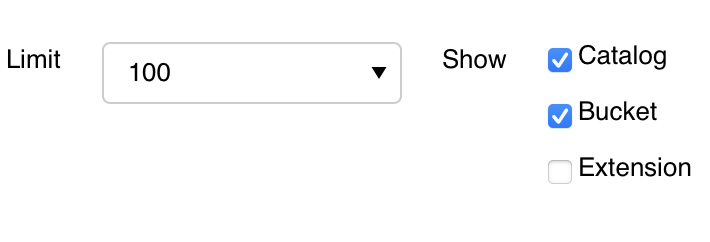 Limit 100 Show Catalog
Bucket
Extension